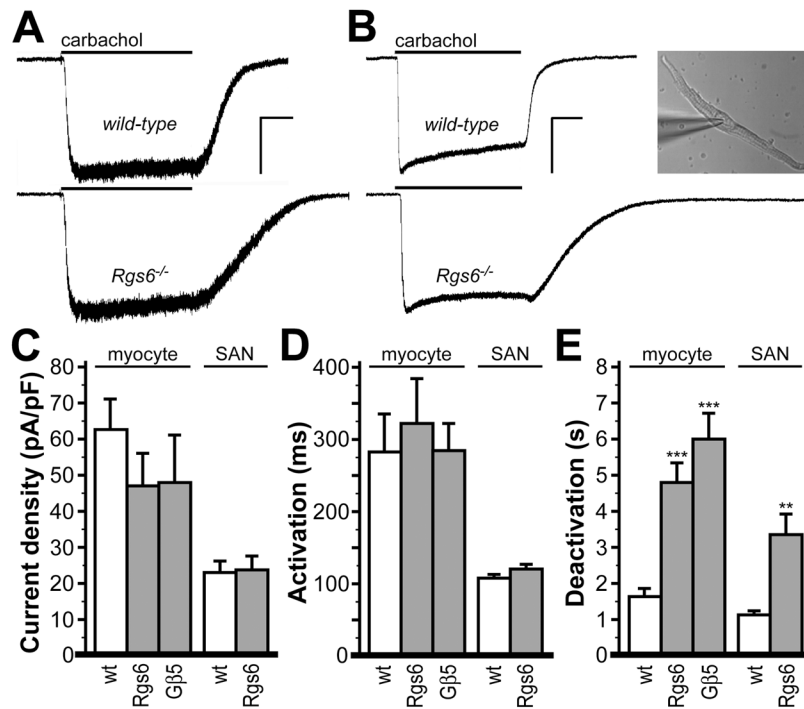 A
carbachol
wild-type
Rgs6-/-
B
carbachol
wild-type
Rgs6-/-
C
myocyte
SAN
Current density (pA/pF)
80
70
60
50
40
30
20
10
0
wt
Rgs6
Gβ5
wt
Rgs6
D
myocyte
SAN
Activation (ms)
400
300
200
100
000
wt
Rgs6
Gβ5
wt
Rgs6
E
myocyte
SAN
Deactivation (s)
8
7
6
5
4
3
2
1
0
***
***
**
wt
Rgs6
Gβ5
wt
Rgs6